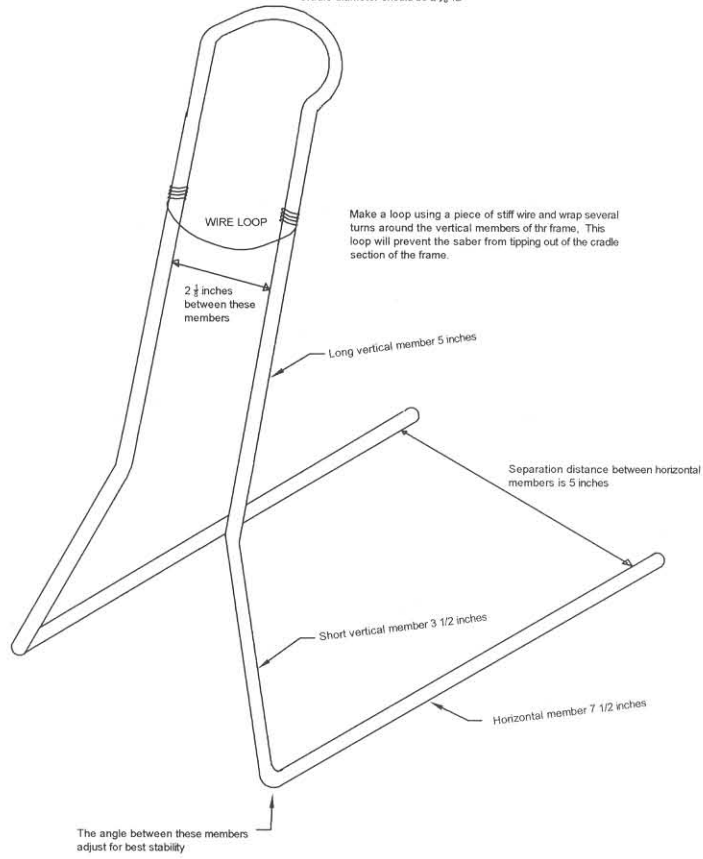 WIRE LOOP
Make a loop using a piece of stiff wire and wrap several
turns around the vertical members of thr frame, This
loop will prevent the saber from tipping out of the cradle
section of the frame.
inches
between these
members
Long vertical member 5 inches
Separation distance between horizontal
members is 5 inches
Short vertical member 3 1/2 inches
Horizontal member 7 1/2 inches
The angle between these members
adjust for best stability